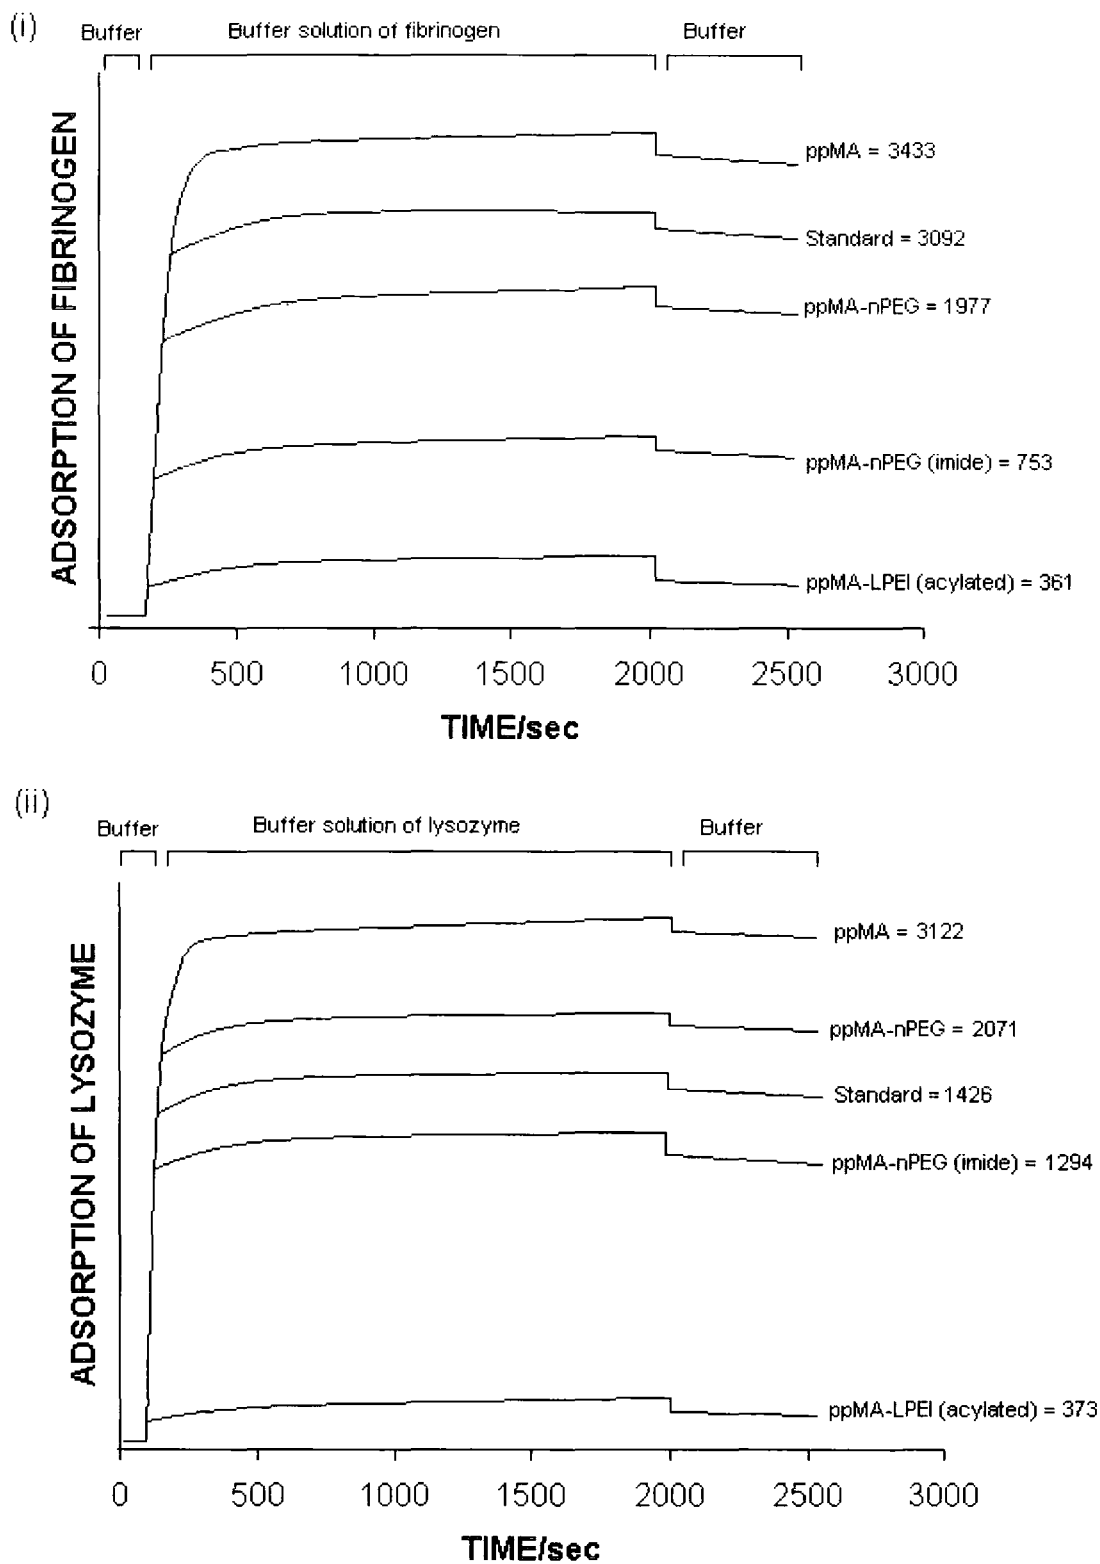 (i)
Buffer
Buffer solution of fibrinogen
Buffer
ADSORPTION OF FIBRINOGEN
ppMA = 3433
Standard = 3092
ppMA-nPEG = 1977
ppMA-nPEG (imide) = 753
ppMA-LPEI (acylated) = 361
0 500 1000 1500 2000 2500 3000
TIME/sec
(ii)
Buffer
Buffer solution of lysozyme
Buffer
ADSORPTION OF LYSOZYME
ppMA = 3122
ppMA-nPEG = 2071
Standard = 1426
ppMA-nPEG (imide) = 1294
ppMA-LPEI (acylated) = 373
0 500 1000 1500 2000 2500 3000
TIME/sec